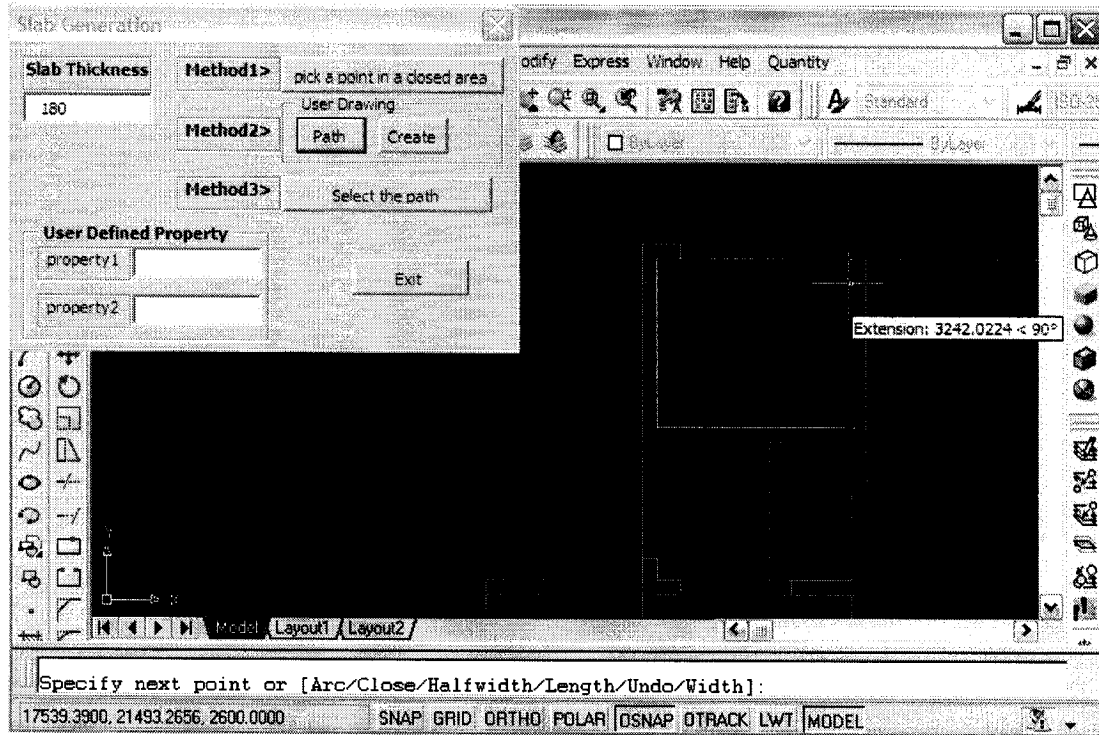 Slab Generation
Slab Thickness
180
Method1>
pick a point in a closed area
User Drawing
Method2>
Path
Create
Method3>
Select the path
User Defined Property
property1
property2
Exit
odify Express Window Help Quantity
Standard
ISO-25
ByLayer
ByLayer
Extension: 3242.0224 < 90°
Y
X
Model
Layout1
Layout2
Specify next point or [Arc/Close/Halfwidth/Length/Undo/Width]:
17539.3900, 21493.2656, 2600.0000
SNAP GRID ORTHO POLAR OSNAP OTRACK LWT MODEL